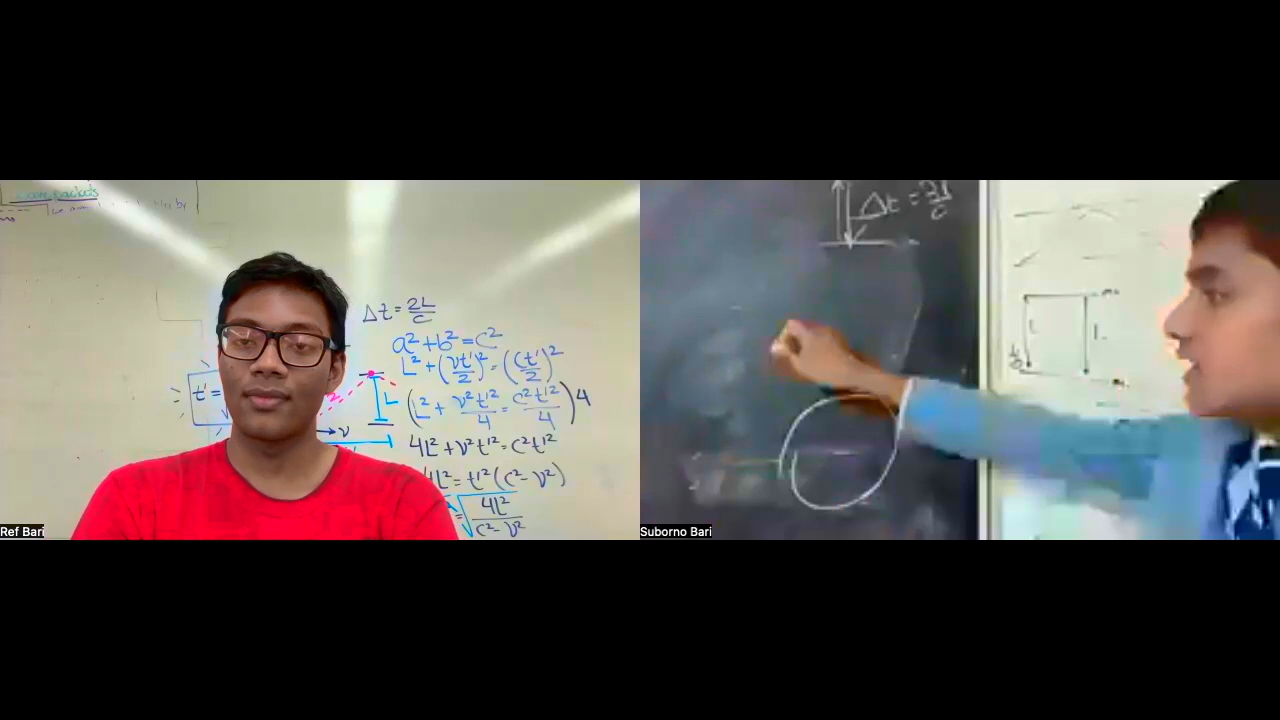 wave packets
Δt = 2L/c
a² + b² = c²
L² + (vt'/2)² = (ct'/2)²
(L² + v²t'²/4 = c²t'²/4)4
4L² + v²t'² = c²t'²
4L² = t'²(c² - v²)
= √(4L²/(c² - v²))
t' =
L
v
Ref Bari
Δt = 2L/c
L
L
Suborno Bari